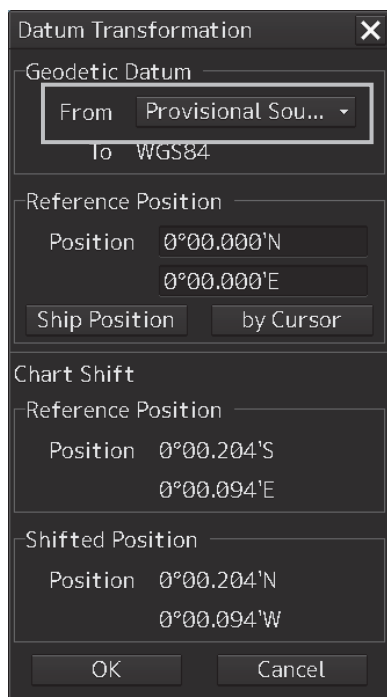 Datum Transformation
Geodetic Datum
From Provisional Sou...
To WGS84
Reference Position
Position 0°00.000'N
0°00.000'E
Ship Position by Cursor
Chart Shift
Reference Position
Position 0°00.204'S
0°00.094'E
Shifted Position
Position 0°00.204'N
0°00.094'W
OK Cancel